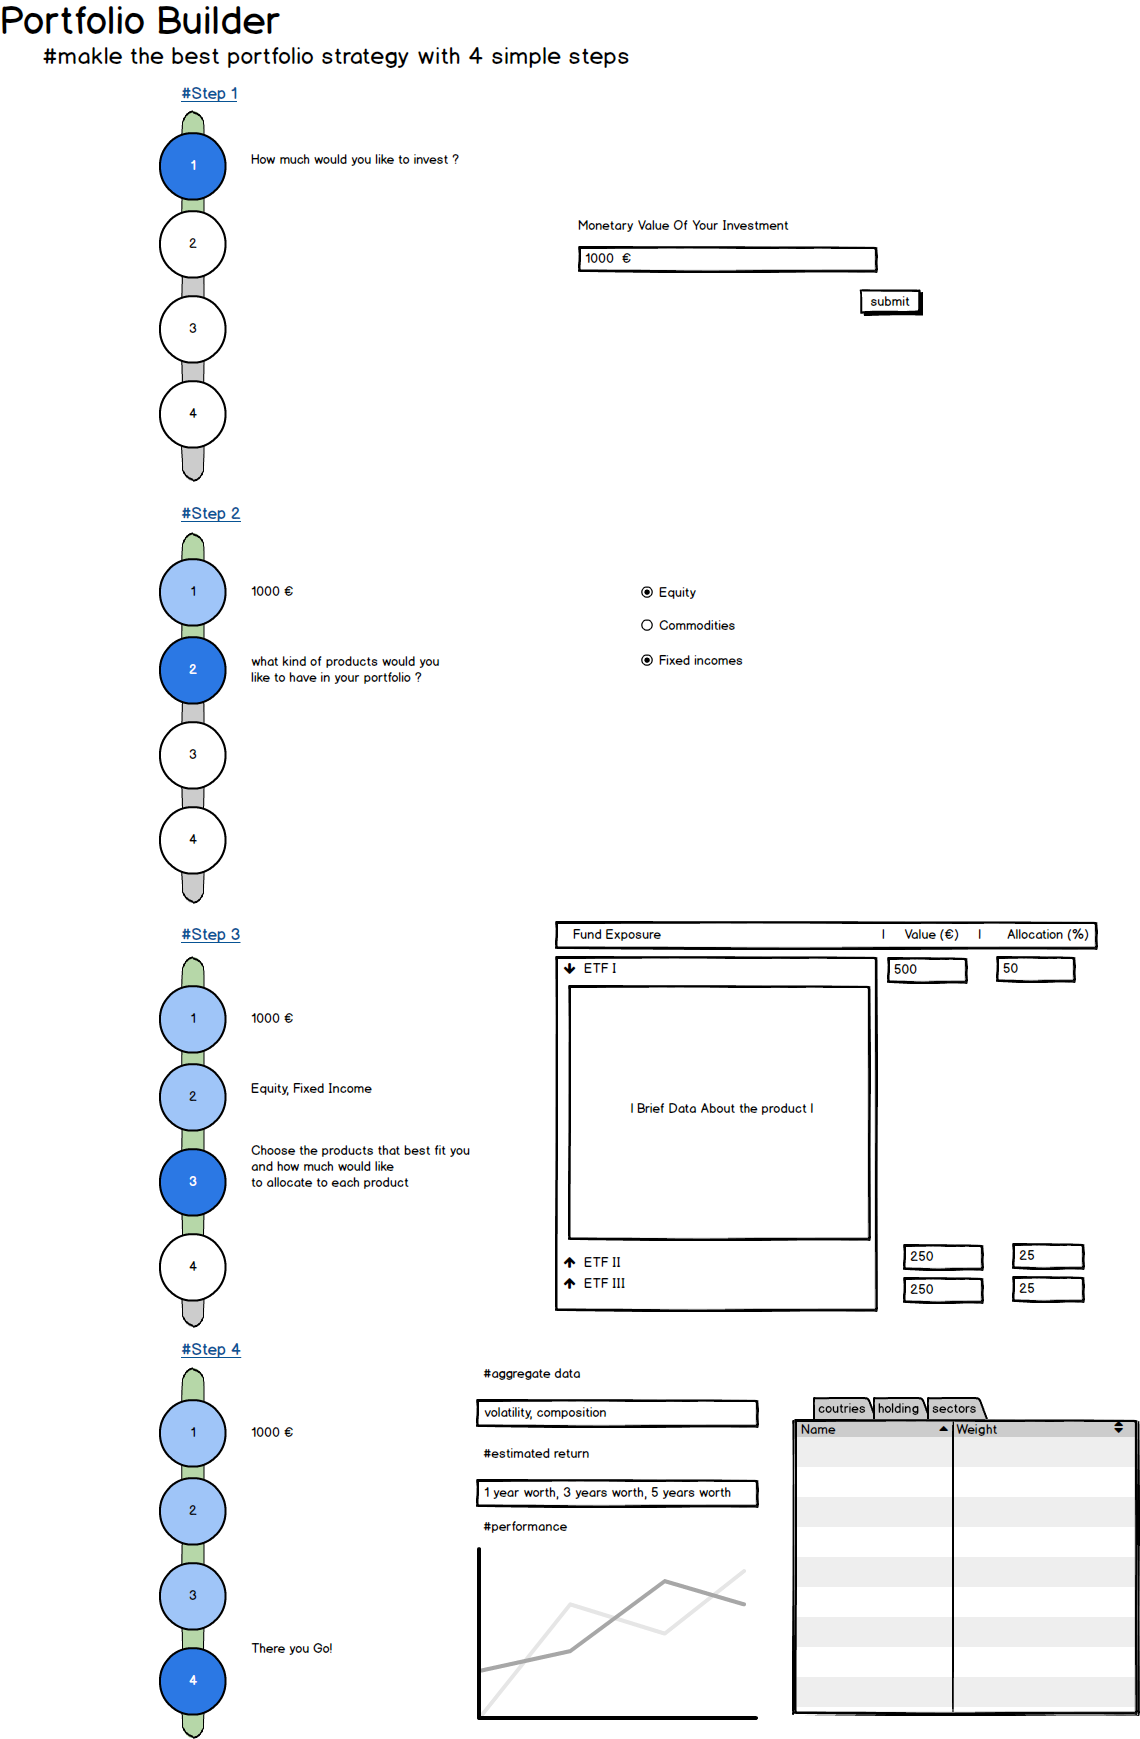 Portfolio Builder
#makle the best portfolio strategy with 4 simple steps
#Step 1
1
How much would you like to invest ?
2
Monetary Value Of Your Investment
1000 €
submit
3
4
#Step 2
1
1000 €
Equity
Commodities
2
what kind of products would you
like to have in your portfolio ?
Fixed incomes
3
4
#Step 3
Fund Exposure | Value (€) | Allocation (%)
ETF I
500
50
1
1000 €
2
Equity, Fixed Income
| Brief Data About the product |
3
Choose the products that best fit you
and how much would like
to allocate to each product
4
ETF II
250
25
ETF III
250
25
#Step 4
1
1000 €
2
3
4
There you Go!
#aggregate data
volatility, composition
#estimated return
1 year worth, 3 years worth, 5 years worth
#performance
coutries holding sectors
Name Weight